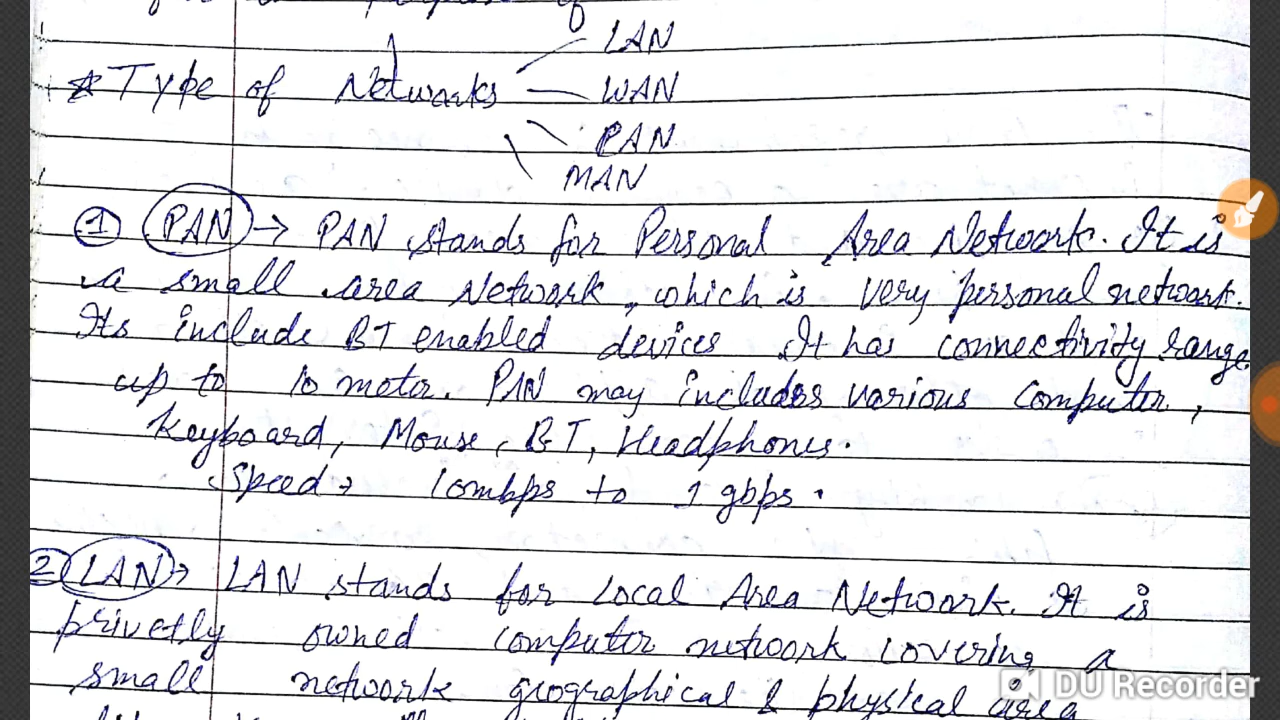 LAN
* Type of Networks — WAN
PAN
MAN
1 PAN → PAN stands for Personal Area Network. It is
a small area Network, which is very personal network.
Its include BT enabled devices It has connectivity range
up to 10 meter. PAN may includes various Computer,
Keyboard, Mouse, BT, Headphones.
Speed → 10mbps to 1 gbps.
2 LAN → LAN stands for Local Area Network. It is
privetly owned computer network covering a
small network geographical & physical area
DU Recorder